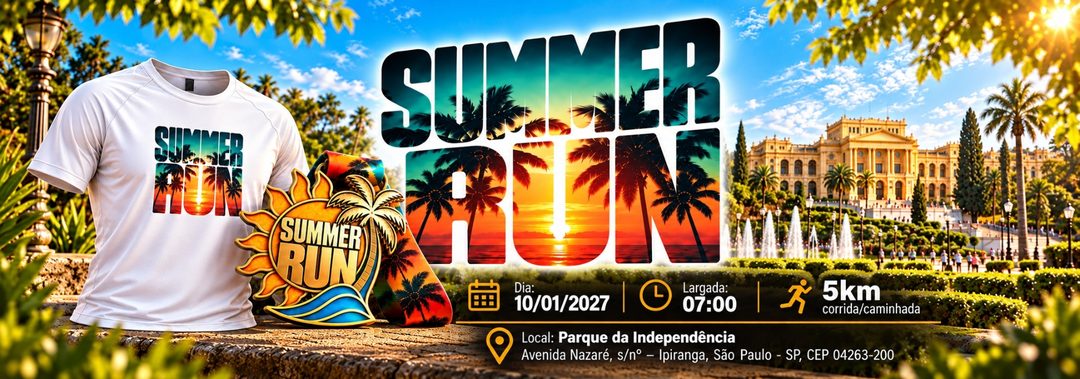 SUMMER
RUN
SUMMER
RUN
SUMMER
RUN
Dia:
10/01/2027
Largada:
07:00
5km
corrida/caminhada
Local: Parque da Independência
Avenida Nazaré, s/nº – Ipiranga, São Paulo - SP, CEP 04263-200